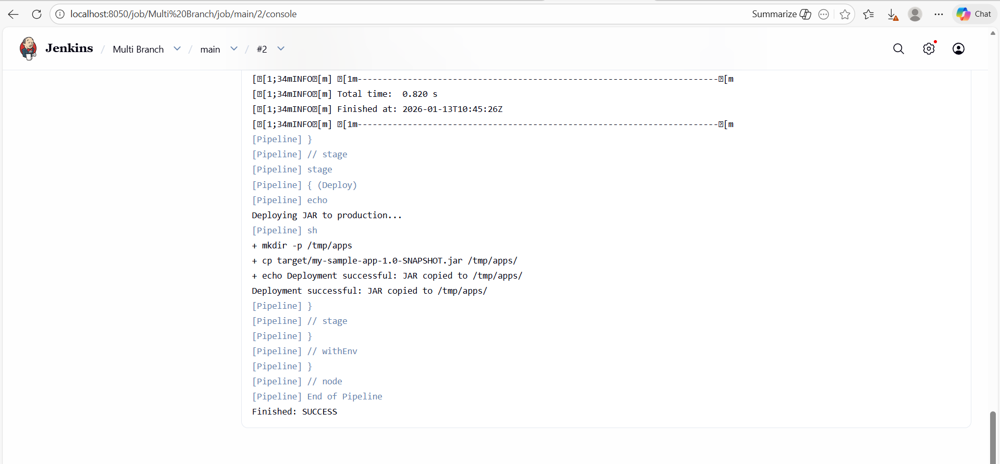 localhost:8050/job/Multi%20Branch/job/main/2/console
Summarize
Chat
Jenkins / Multi Branch / main / #2
[�[1;34mINFO�[m] �[1m------------------------------------------------------------------------�[m
[�[1;34mINFO�[m] Total time:  0.820 s
[�[1;34mINFO�[m] Finished at: 2026-01-13T10:45:26Z
[�[1;34mINFO�[m] �[1m------------------------------------------------------------------------�[m
[Pipeline] }
[Pipeline] // stage
[Pipeline] stage
[Pipeline] { (Deploy)
[Pipeline] echo
Deploying JAR to production...
[Pipeline] sh
+ mkdir -p /tmp/apps
+ cp target/my-sample-app-1.0-SNAPSHOT.jar /tmp/apps/
+ echo Deployment successful: JAR copied to /tmp/apps/
Deployment successful: JAR copied to /tmp/apps/
[Pipeline] }
[Pipeline] // stage
[Pipeline] }
[Pipeline] // withEnv
[Pipeline] }
[Pipeline] // node
[Pipeline] End of Pipeline
Finished: SUCCESS